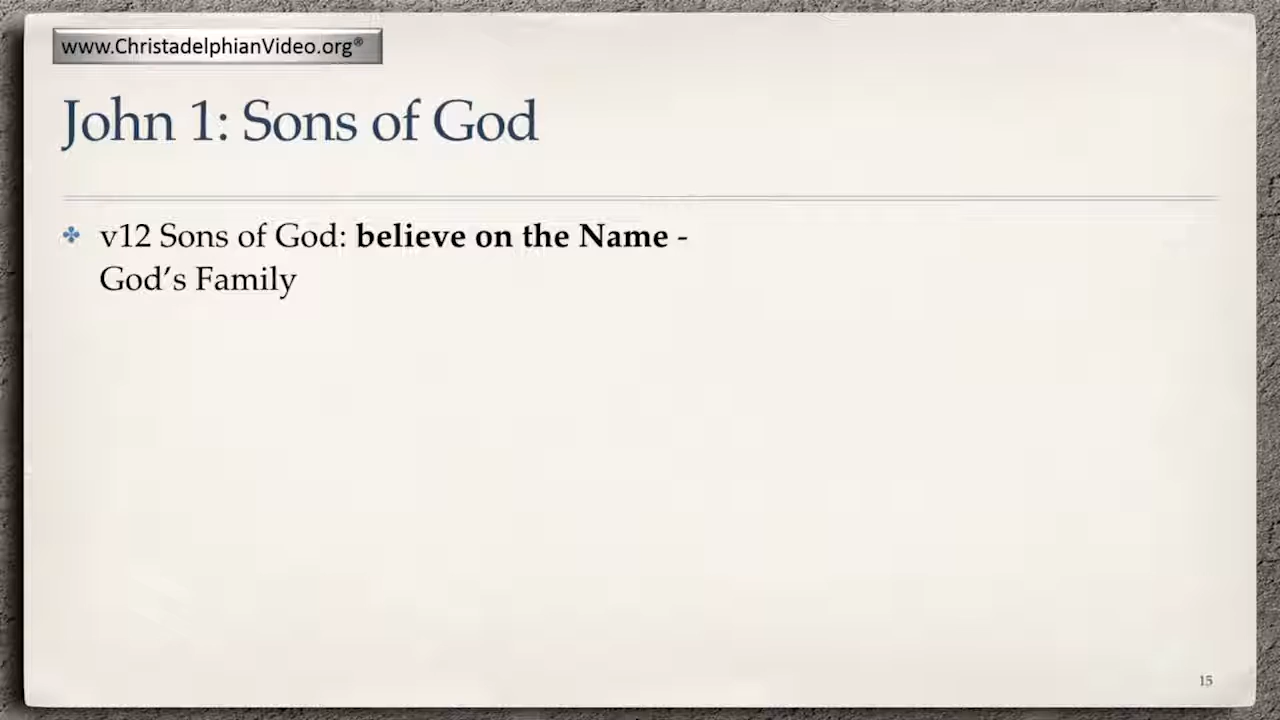 www.ChristadelphianVideo.org®
John 1: Sons of God
✤ v12 Sons of God: believe on the Name -
God’s Family
15